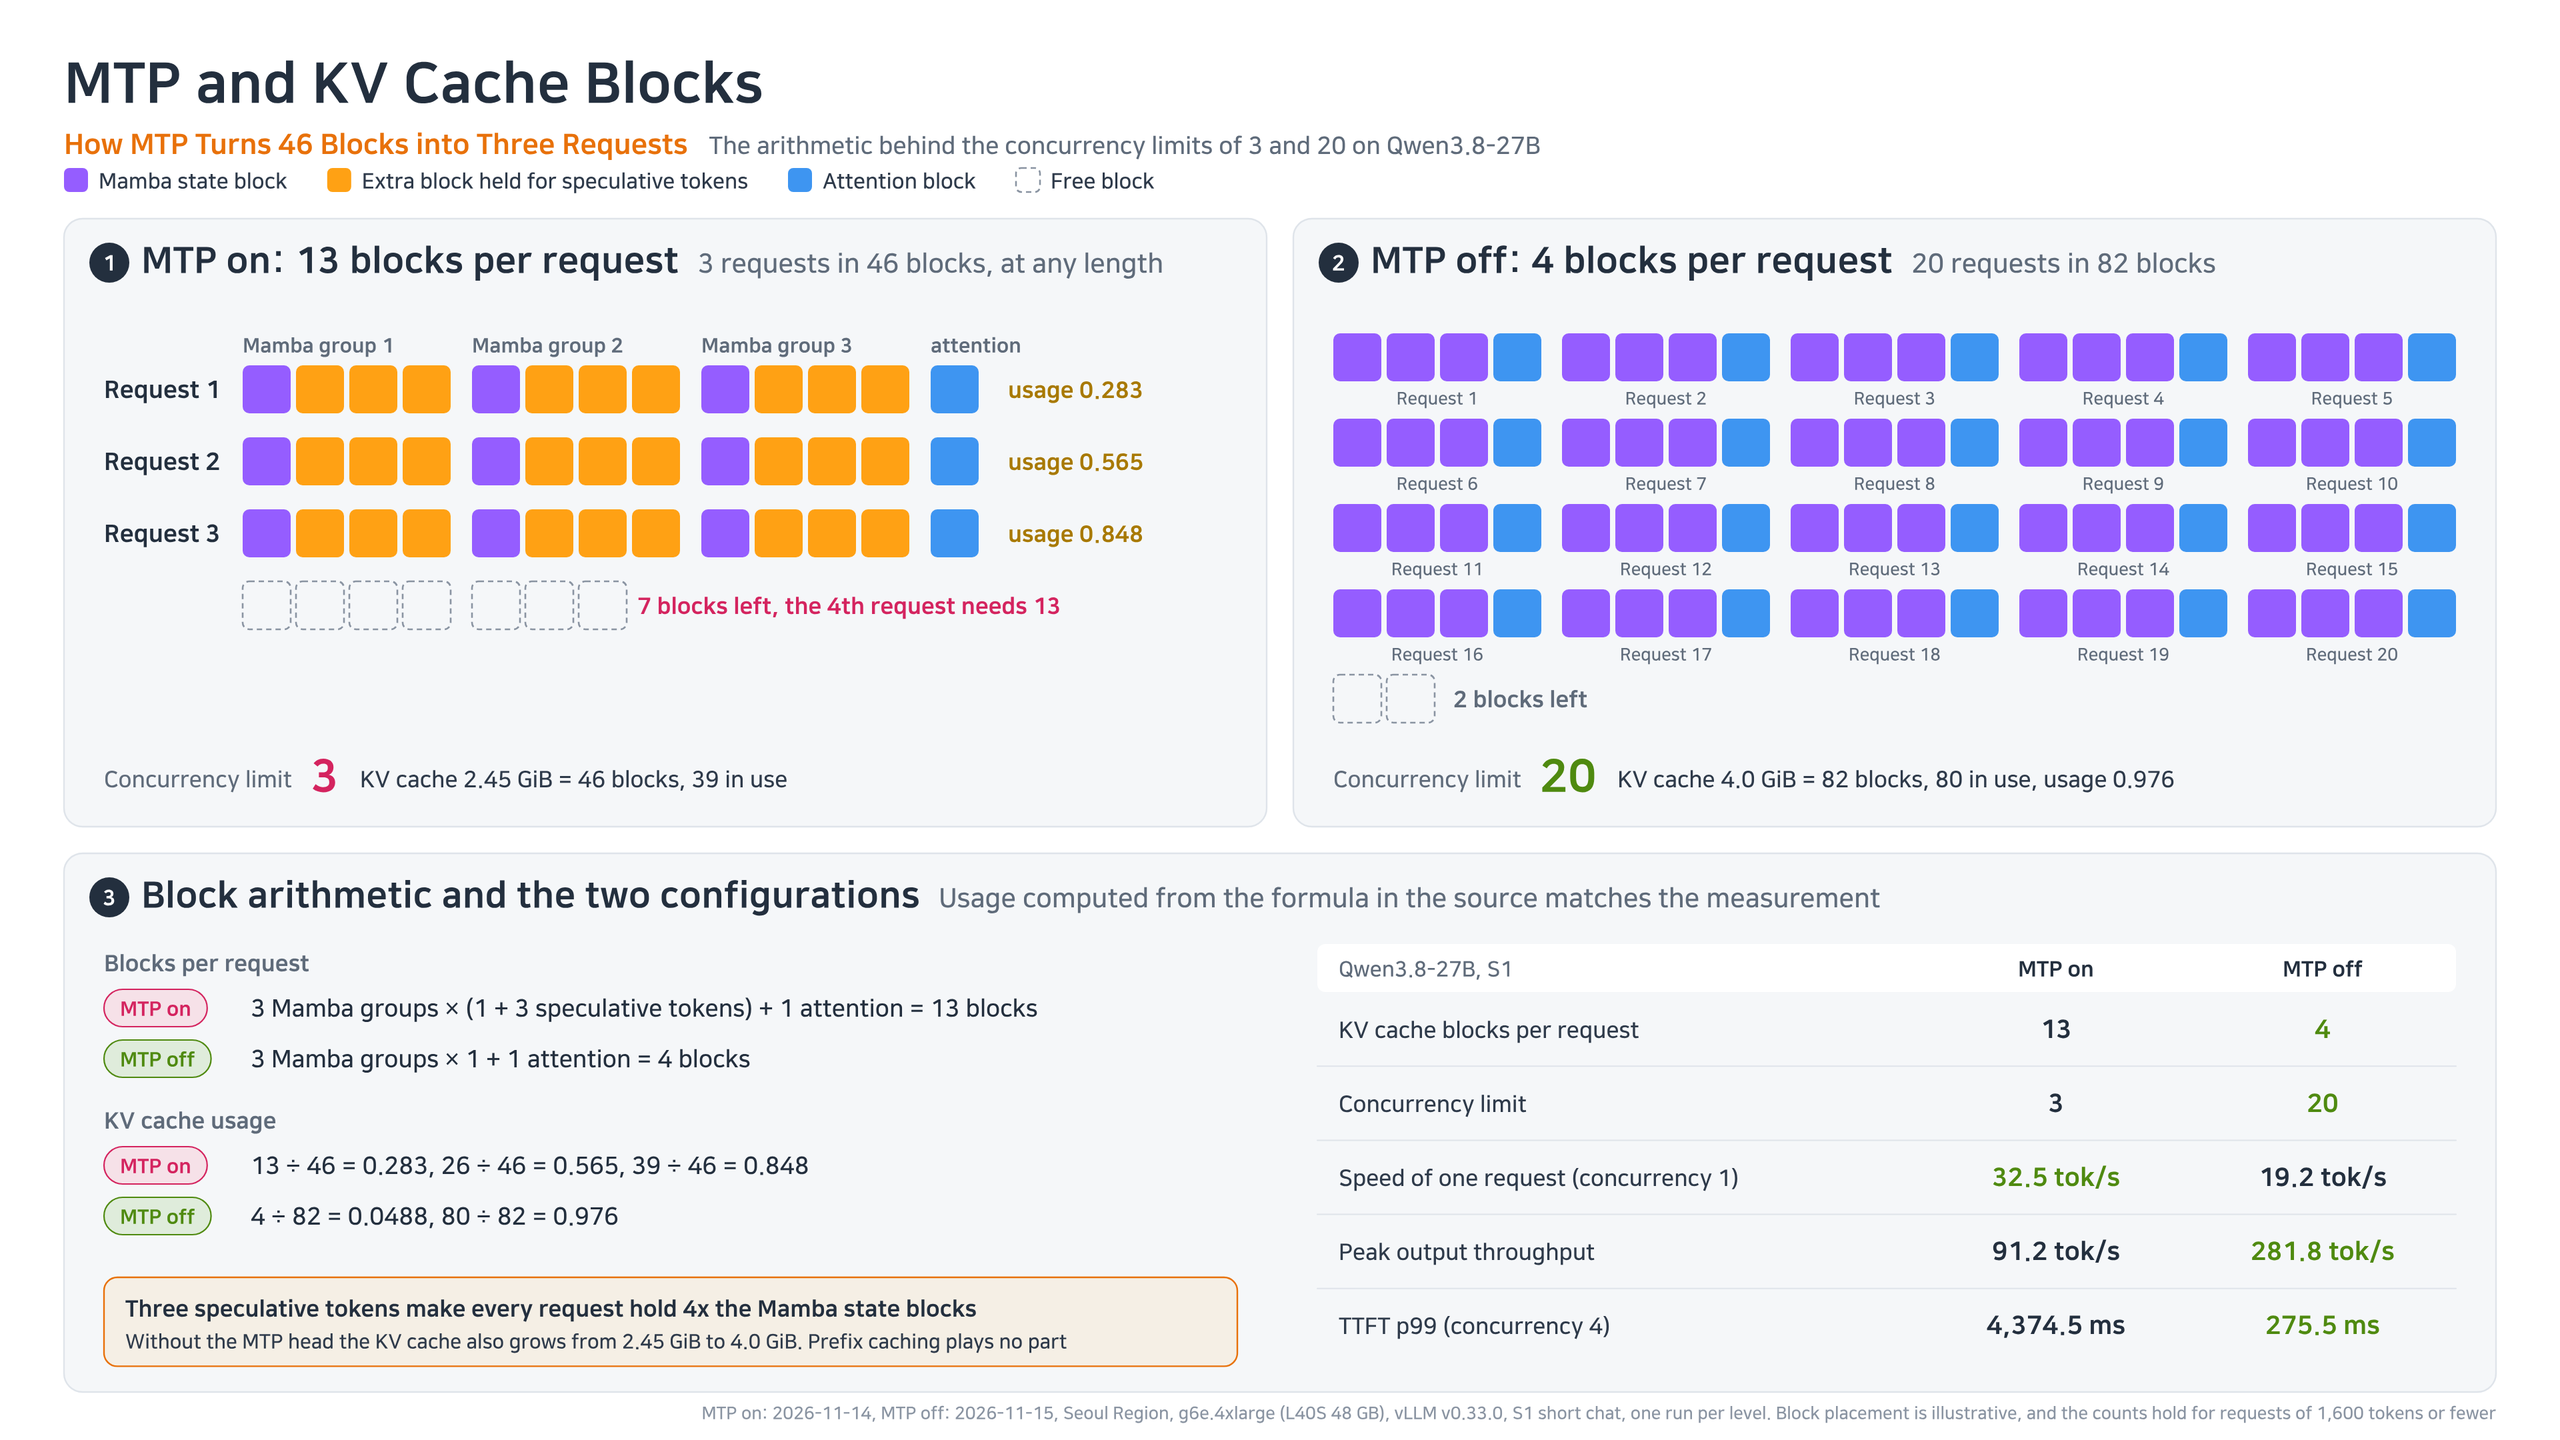 MTP and KV Cache Blocks
How MTP Turns 46 Blocks into Three Requests The arithmetic behind the concurrency limits of 3 and 20 on Qwen3.8-27B
Mamba state block Extra block held for speculative tokens Attention block Free block
1 MTP on: 13 blocks per request 3 requests in 46 blocks, at any length
Mamba group 1 Mamba group 2 Mamba group 3 attention
Request 1 usage 0.283
Request 2 usage 0.565
Request 3 usage 0.848
7 blocks left, the 4th request needs 13
Concurrency limit 3 KV cache 2.45 GiB = 46 blocks, 39 in use
2 MTP off: 4 blocks per request 20 requests in 82 blocks
Request 1 Request 2 Request 3 Request 4 Request 5
Request 6 Request 7 Request 8 Request 9 Request 10
Request 11 Request 12 Request 13 Request 14 Request 15
Request 16 Request 17 Request 18 Request 19 Request 20
2 blocks left
Concurrency limit 20 KV cache 4.0 GiB = 82 blocks, 80 in use, usage 0.976
3 Block arithmetic and the two configurations Usage computed from the formula in the source matches the measurement
Blocks per request
MTP on 3 Mamba groups × (1 + 3 speculative tokens) + 1 attention = 13 blocks
MTP off 3 Mamba groups × 1 + 1 attention = 4 blocks
KV cache usage
MTP on 13 ÷ 46 = 0.283, 26 ÷ 46 = 0.565, 39 ÷ 46 = 0.848
MTP off 4 ÷ 82 = 0.0488, 80 ÷ 82 = 0.976
Three speculative tokens make every request hold 4x the Mamba state blocks
Without the MTP head the KV cache also grows from 2.45 GiB to 4.0 GiB. Prefix caching plays no part
Qwen3.8-27B, S1 MTP on MTP off
KV cache blocks per request 13 4
Concurrency limit 3 20
Speed of one request (concurrency 1) 32.5 tok/s 19.2 tok/s
Peak output throughput 91.2 tok/s 281.8 tok/s
TTFT p99 (concurrency 4) 4,374.5 ms 275.5 ms
MTP on: 2026-11-14, MTP off: 2026-11-15, Seoul Region, g6e.4xlarge (L40S 48 GB), vLLM v0.33.0, S1 short chat, one run per level. Block placement is illustrative, and the counts hold for requests of 1,600 tokens or fewer